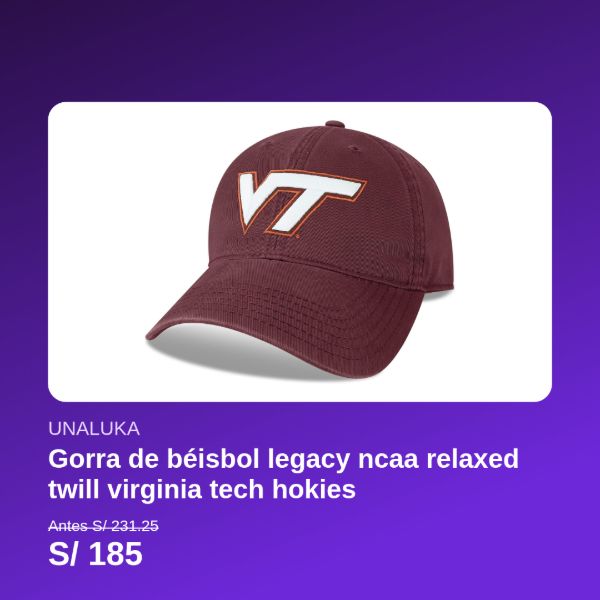 VT
UNALUKA
Gorra de béisbol legacy ncaa relaxed
twill virginia tech hokies
Antes S/ 231.25
S/ 185